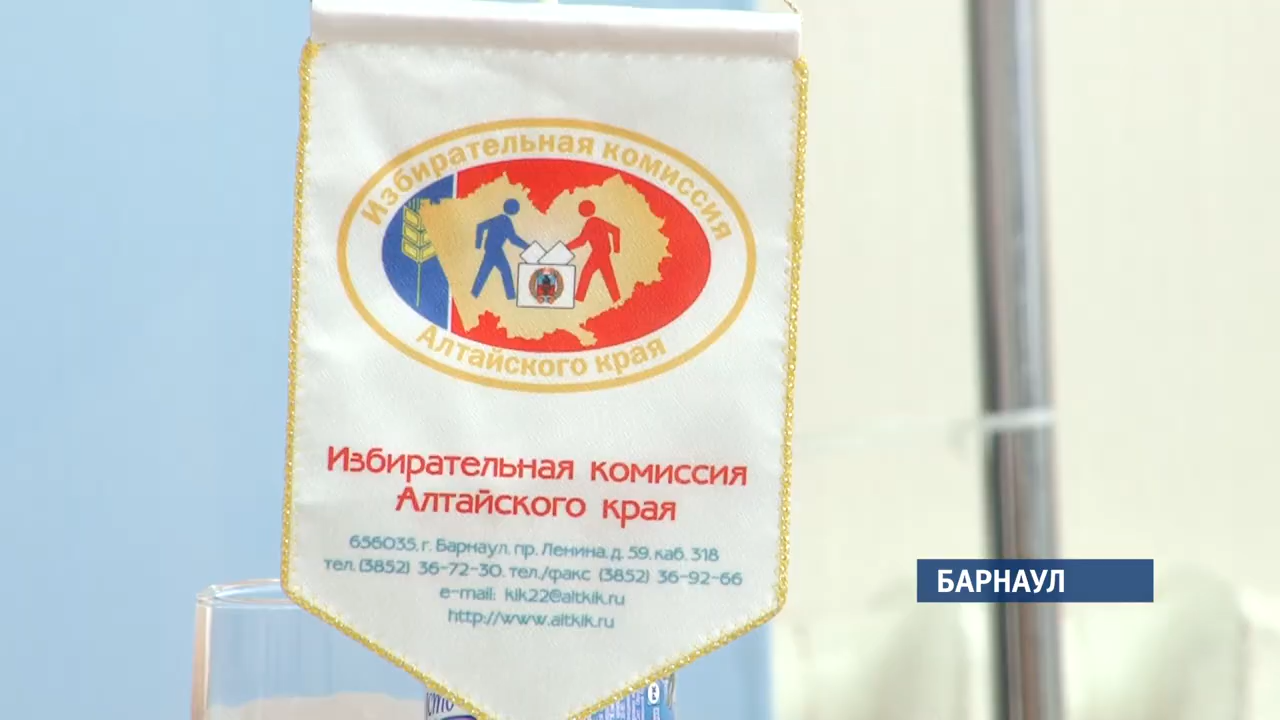 Избирательная комиссия
Алтайского края
Избирательная комиссия
Алтайского края
656035, г. Барнаул, пр. Ленина, д. 59, каб. 318
тел. (3852) 36-72-30, тел./факс (3852) 36-92-66
e-mail: kik22@altkik.ru
http://www.altkik.ru
БАРНАУЛ